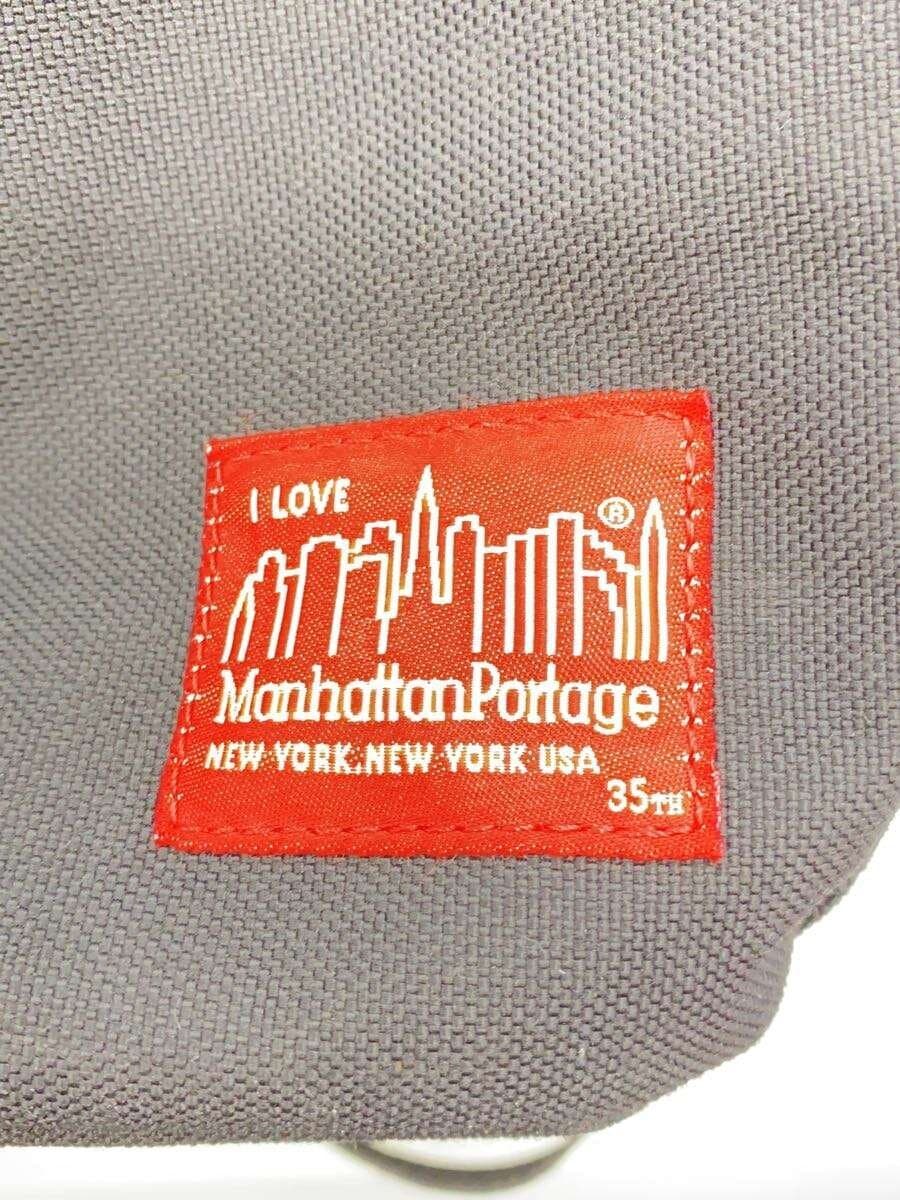 I LOVE
®
ManhattanPortage
NEW YORK, NEW YORK USA
35TH